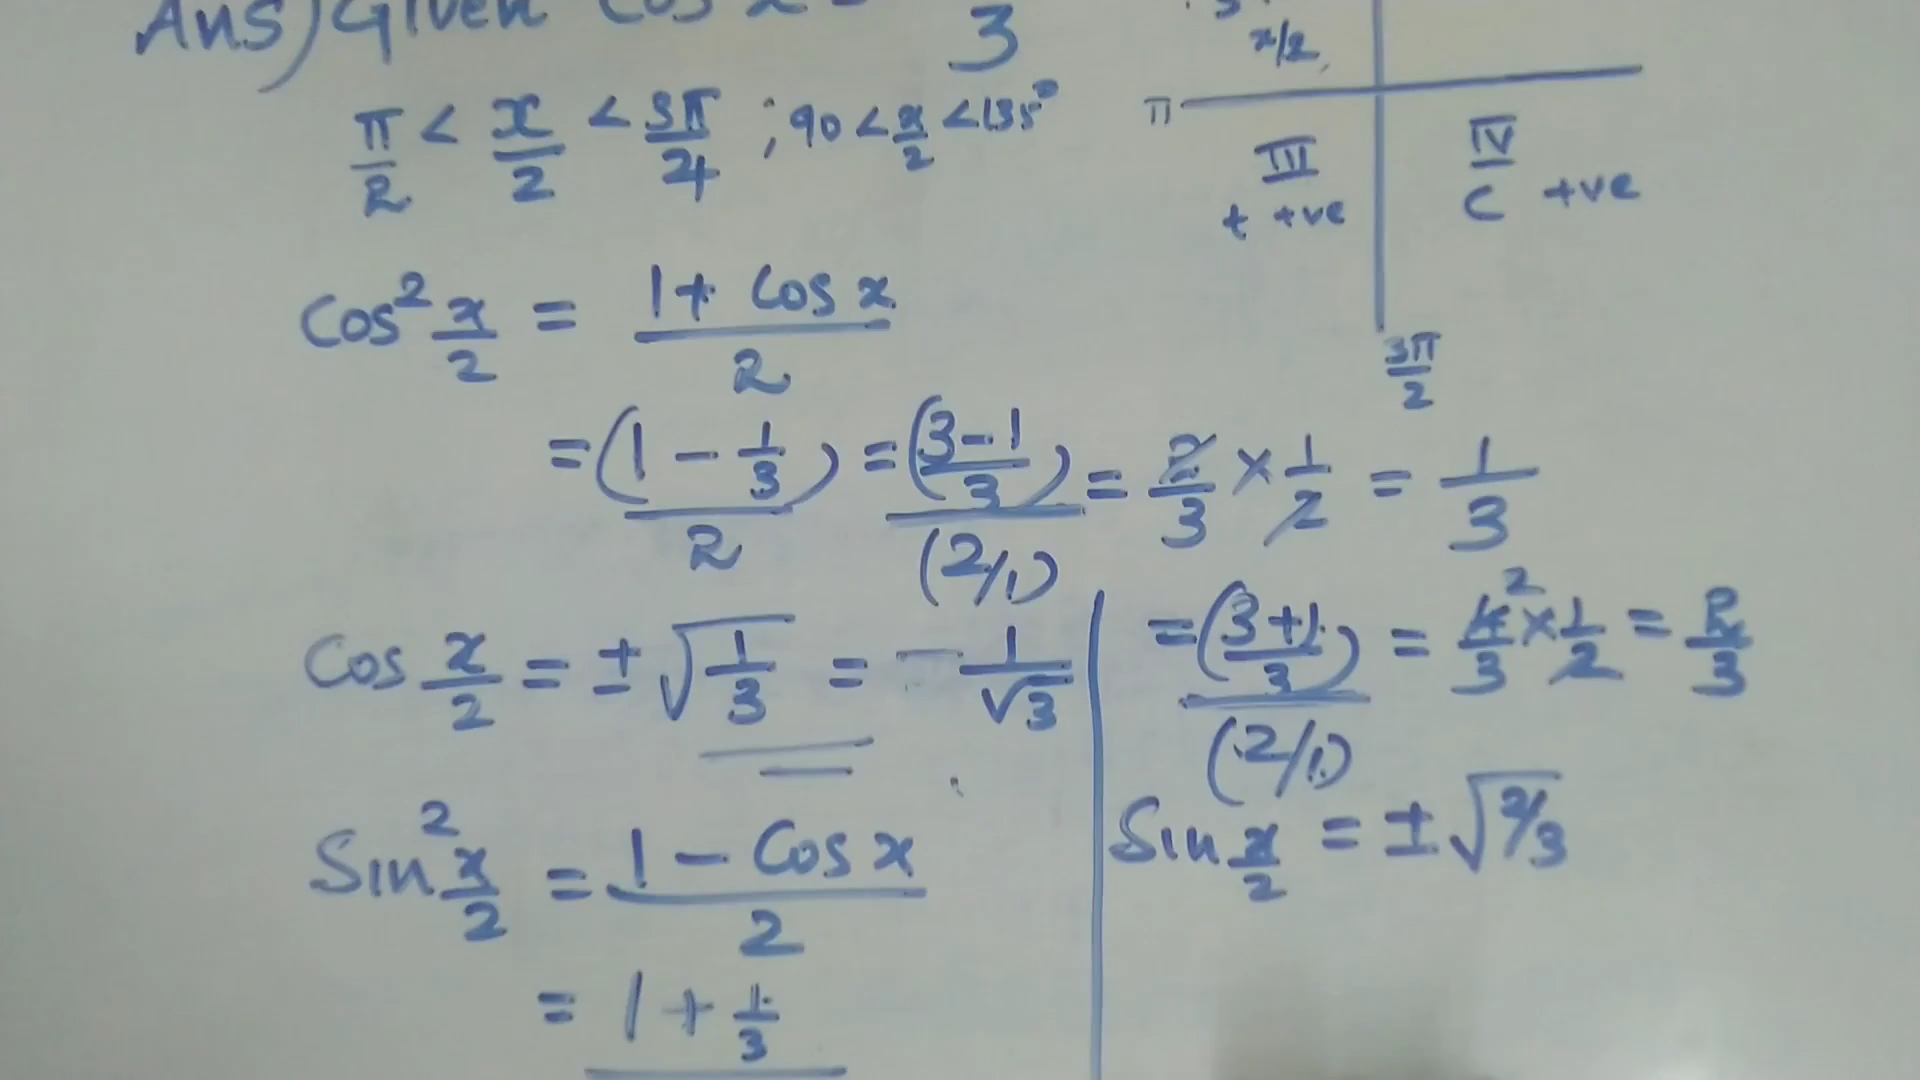 Ans) Given Cos x = 3
π/2 < x/2 < 3π/4 ; 90 < x/2 < 135°
x/2
π
III
+ +ve
IV
C +ve
3π/2
Cos² x/2 = (1 + Cos x)/2
= (1 - 1/3)/2 = ((3-1)/3)/(2/1) = 2/3 × 1/2 = 1/3
Cos x/2 = ± √(1/3) = - 1/√3
Sin² x/2 = (1 - Cos x)/2
= 1 + 1/3
= ((3+1)/3)/(2/1) = 4²/3 × 1/2 = 2/3
Sin x/2 = ± √(2/3)